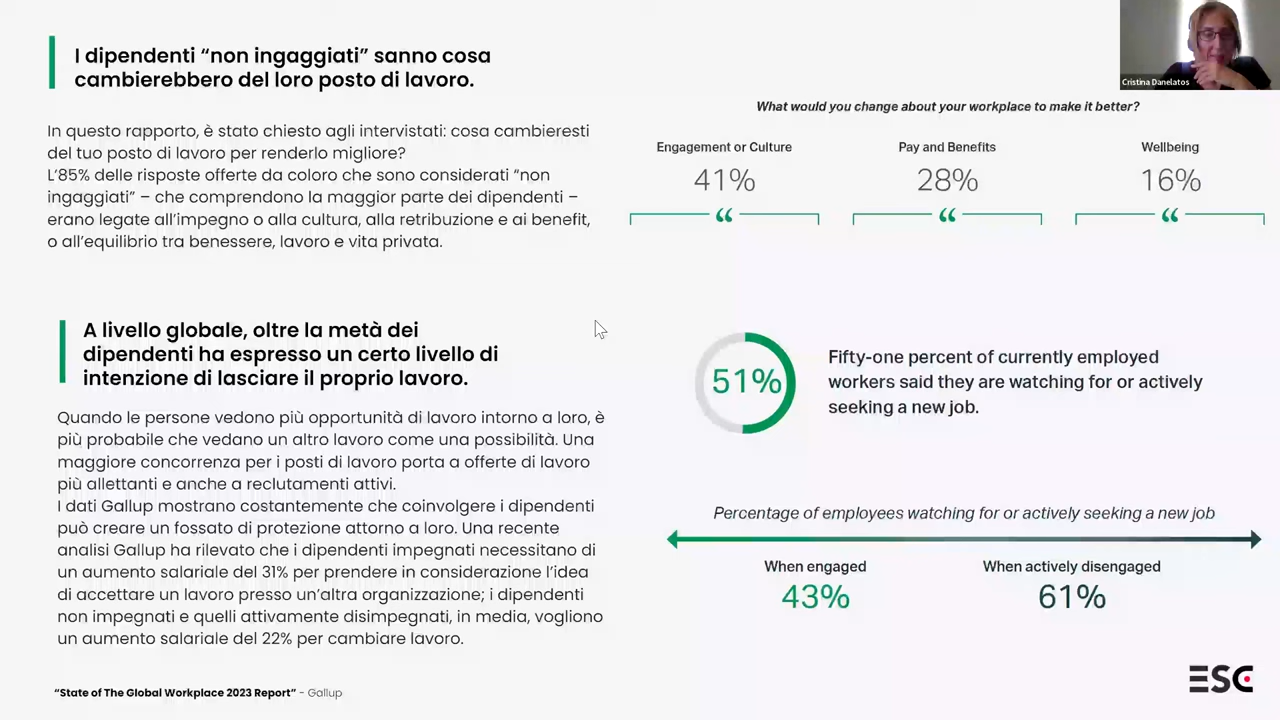 I dipendenti “non ingaggiati” sanno cosa
cambierebbero del loro posto di lavoro.
In questo rapporto, è stato chiesto agli intervistati: cosa cambieresti
del tuo posto di lavoro per renderlo migliore?
L’85% delle risposte offerte da coloro che sono considerati “non
ingaggiati” – che comprendono la maggior parte dei dipendenti –
erano legate all’impegno o alla cultura, alla retribuzione e ai benefit,
o all’equilibrio tra benessere, lavoro e vita privata.
Cristina Danelatos
What would you change about your workplace to make it better?
Engagement or Culture
41%
“
Pay and Benefits
28%
“
Wellbeing
16%
“
A livello globale, oltre la metà dei
dipendenti ha espresso un certo livello di
intenzione di lasciare il proprio lavoro.
Quando le persone vedono più opportunità di lavoro intorno a loro, è
più probabile che vedano un altro lavoro come una possibilità. Una
maggiore concorrenza per i posti di lavoro porta a offerte di lavoro
più allettanti e anche a reclutamenti attivi.
I dati Gallup mostrano costantemente che coinvolgere i dipendenti
può creare un fossato di protezione attorno a loro. Una recente
analisi Gallup ha rilevato che i dipendenti impegnati necessitano di
un aumento salariale del 31% per prendere in considerazione l’idea
di accettare un lavoro presso un’altra organizzazione; i dipendenti
non impegnati e quelli attivamente disimpegnati, in media, vogliono
un aumento salariale del 22% per cambiare lavoro.
51%
Fifty-one percent of currently employed
workers said they are watching for or actively
seeking a new job.
Percentage of employees watching for or actively seeking a new job
When engaged
43%
When actively disengaged
61%
“State of The Global Workplace 2023 Report” - Gallup
ESC